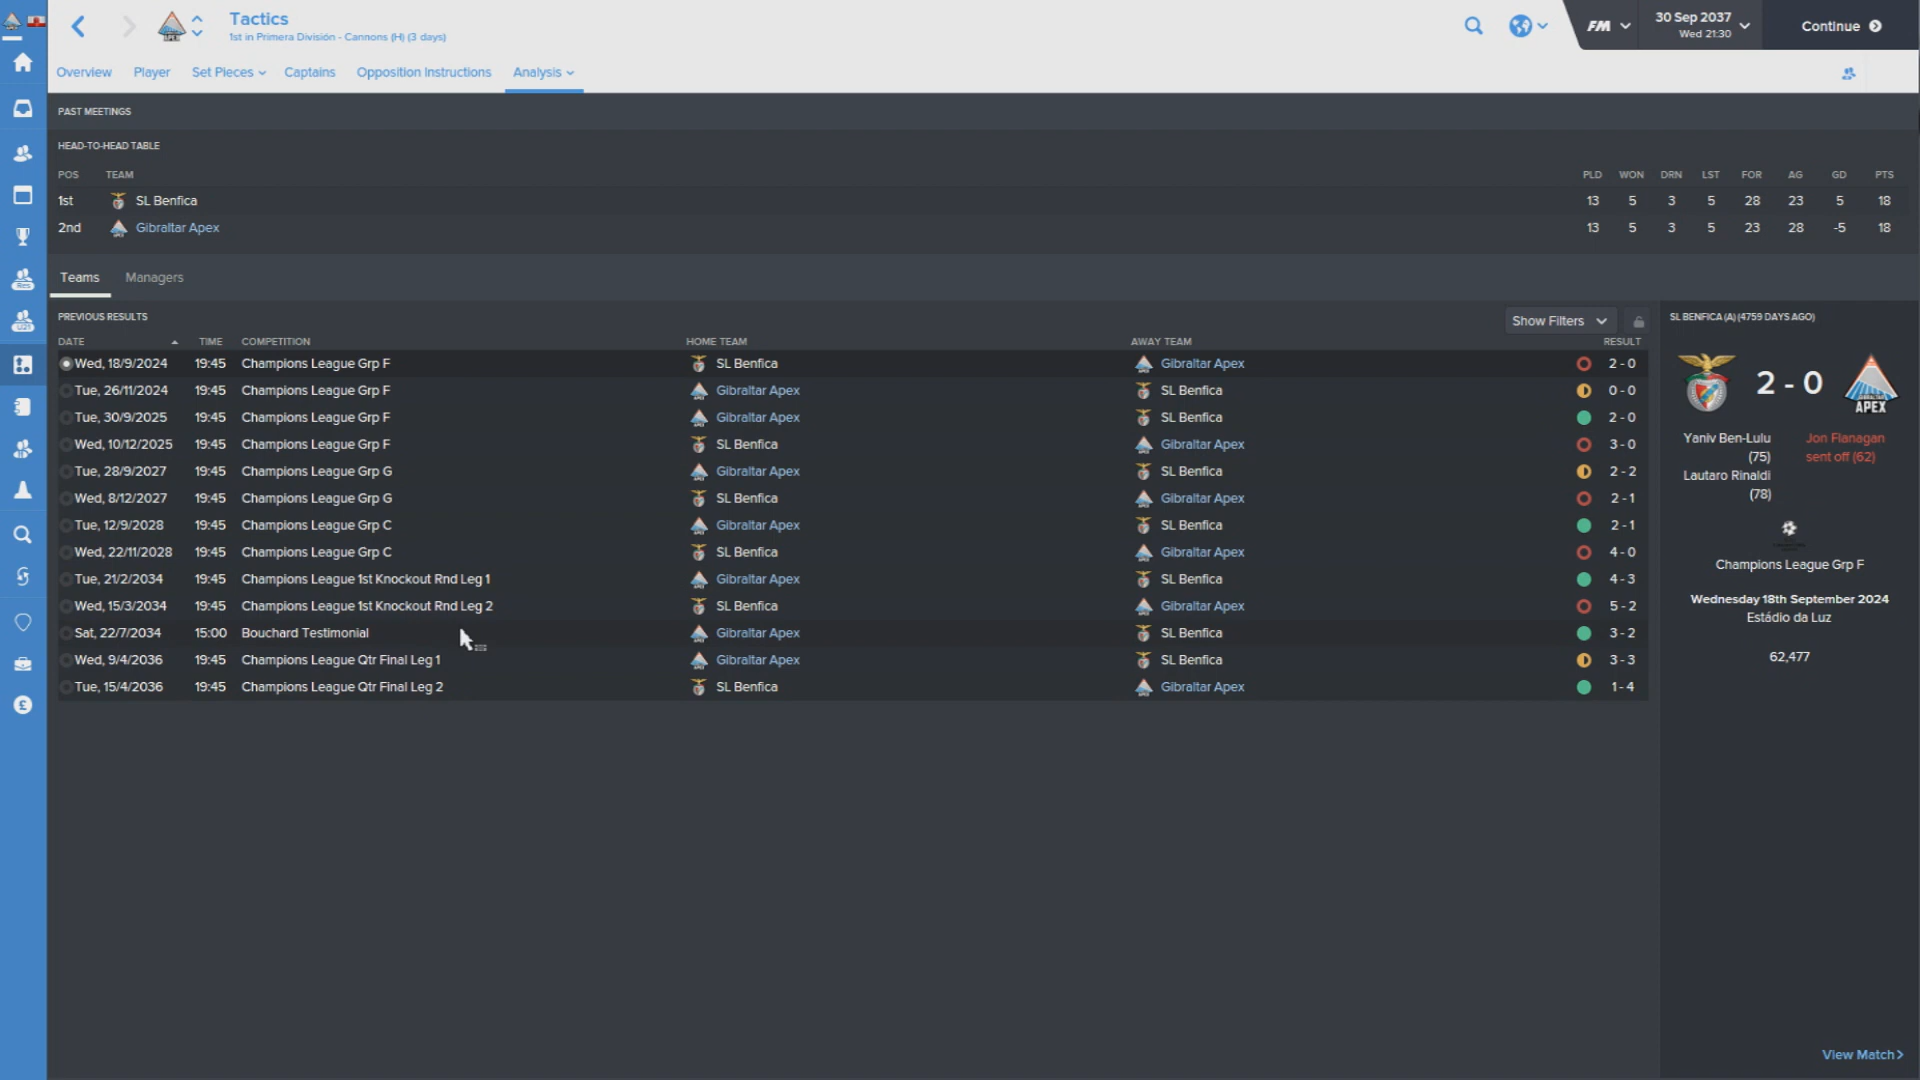 Tactics
1st in Primera División - Cannons (H) (3 days)
FM
30 Sep 2037
Wed 21:30
Continue
Overview Player Set Pieces Captains Opposition Instructions Analysis
PAST MEETINGS
HEAD-TO-HEAD TABLE
POS TEAM PLD WON DRN LST FOR AG GD PTS
1st SL Benfica 13 5 3 5 28 23 5 18
2nd Gibraltar Apex 13 5 3 5 23 28 -5 18
Teams Managers
PREVIOUS RESULTS
Show Filters
DATE TIME COMPETITION HOME TEAM AWAY TEAM RESULT
Wed, 18/9/2024 19:45 Champions League Grp F SL Benfica Gibraltar Apex 2 - 0
Tue, 26/11/2024 19:45 Champions League Grp F Gibraltar Apex SL Benfica 0 - 0
Tue, 30/9/2025 19:45 Champions League Grp F Gibraltar Apex SL Benfica 2 - 0
Wed, 10/12/2025 19:45 Champions League Grp F SL Benfica Gibraltar Apex 3 - 0
Tue, 28/9/2027 19:45 Champions League Grp G Gibraltar Apex SL Benfica 2 - 2
Wed, 8/12/2027 19:45 Champions League Grp G SL Benfica Gibraltar Apex 2 - 1
Tue, 12/9/2028 19:45 Champions League Grp C Gibraltar Apex SL Benfica 2 - 1
Wed, 22/11/2028 19:45 Champions League Grp C SL Benfica Gibraltar Apex 4 - 0
Tue, 21/2/2034 19:45 Champions League 1st Knockout Rnd Leg 1 Gibraltar Apex SL Benfica 4 - 3
Wed, 15/3/2034 19:45 Champions League 1st Knockout Rnd Leg 2 SL Benfica Gibraltar Apex 5 - 2
Sat, 22/7/2034 15:00 Bouchard Testimonial Gibraltar Apex SL Benfica 3 - 2
Wed, 9/4/2036 19:45 Champions League Qtr Final Leg 1 Gibraltar Apex SL Benfica 3 - 3
Tue, 15/4/2036 19:45 Champions League Qtr Final Leg 2 SL Benfica Gibraltar Apex 1 - 4
SL BENFICA (A) (4759 DAYS AGO)
2 - 0
APEX
Yaniv Ben-Lulu
(75)
Lautaro Rinaldi
(78)
Jon Flanagan
sent off (62)
Champions League Grp F
Wednesday 18th September 2024
Estádio da Luz
62,477
View Match>